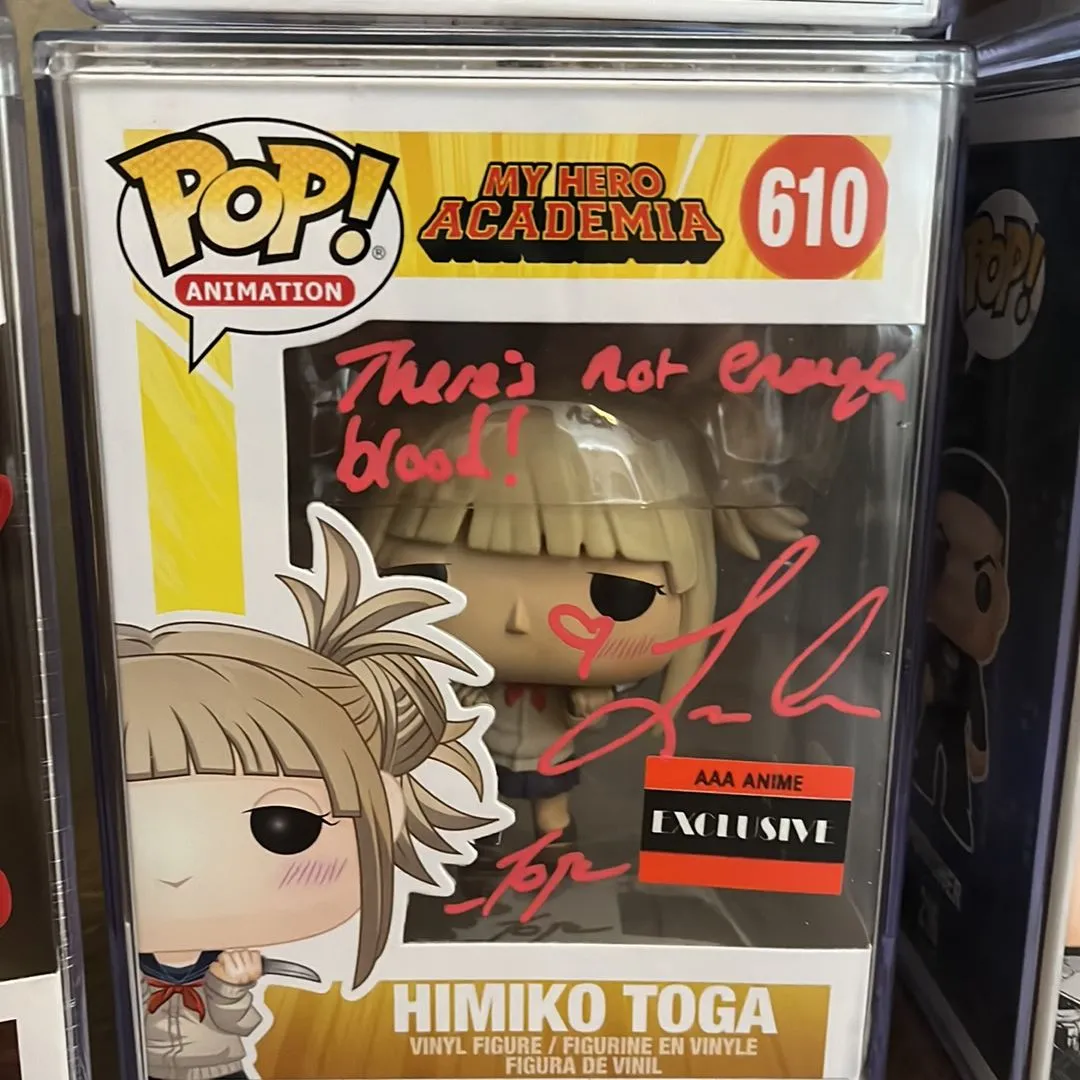 POP!®
ANIMATION
MY HERO
ACADEMIA
610
There's not enough
blood!
AAA ANIME
EXCLUSIVE
HIMIKO TOGA
VINYL FIGURE / FIGURINE EN VINYLE
FIGURA DE VINIL
POP!